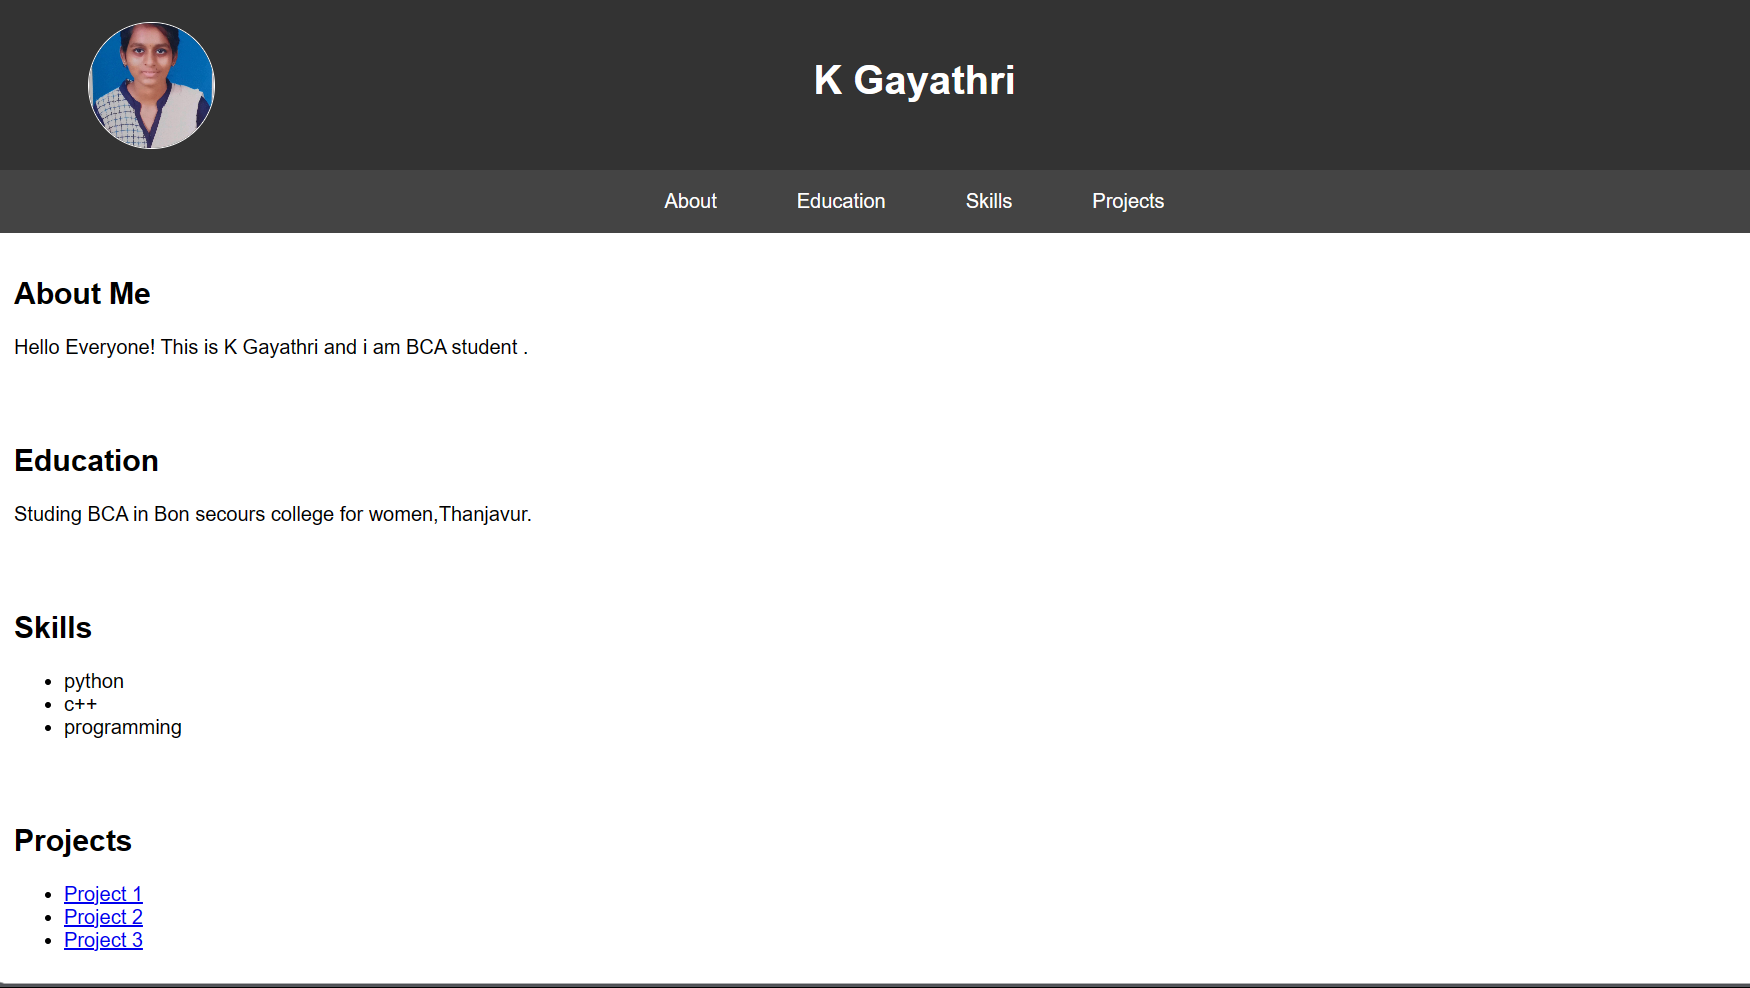 K Gayathri
About Education Skills Projects
About Me
Hello Everyone! This is K Gayathri and i am BCA student .
Education
Studing BCA in Bon secours college for women,Thanjavur.
Skills
python
c++
programming
Projects
Project 1
Project 2
Project 3